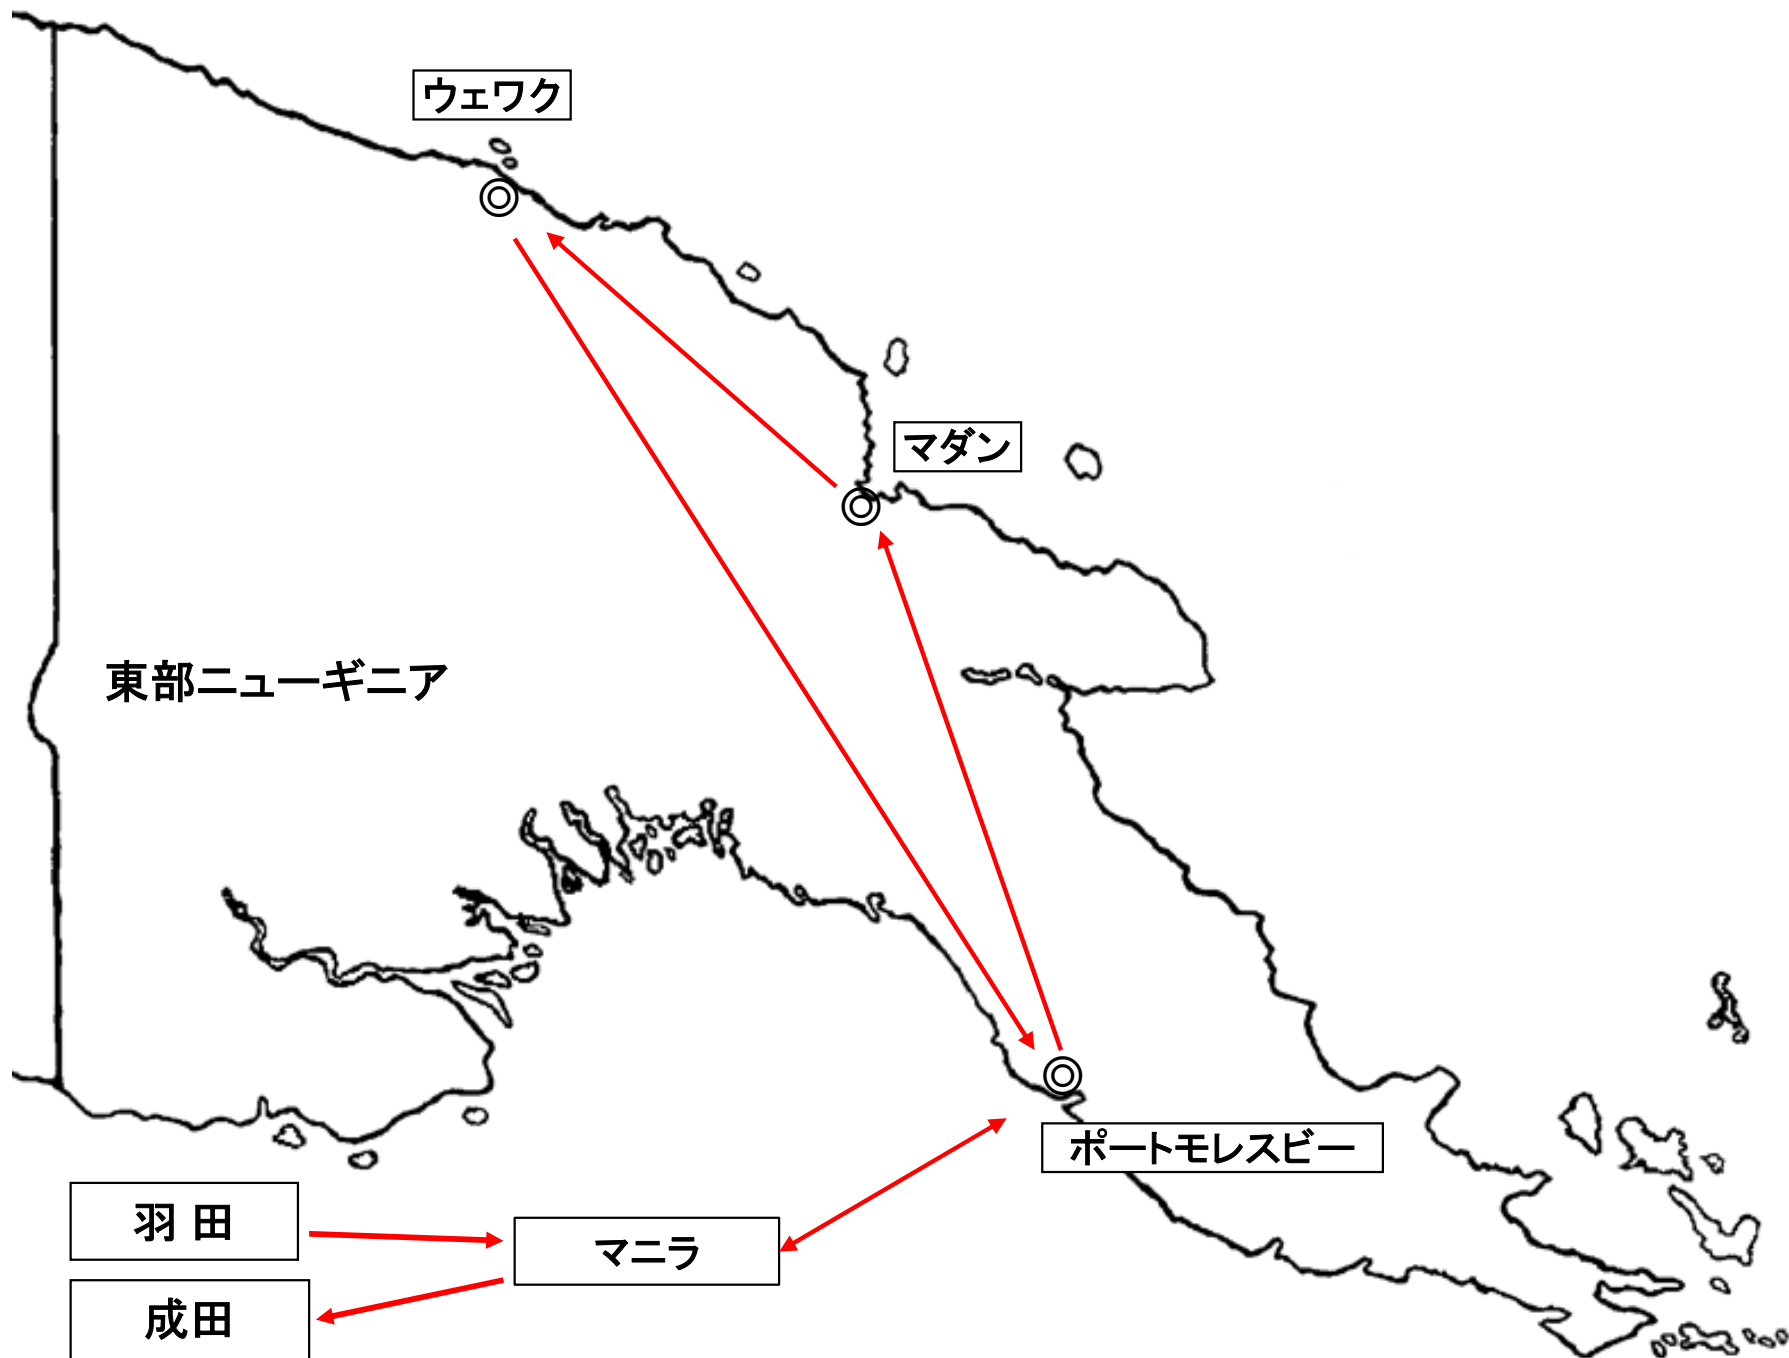 ウェワク
マダン
東部ニューギニア
ポートモレスビー
羽 田
マニラ
成田